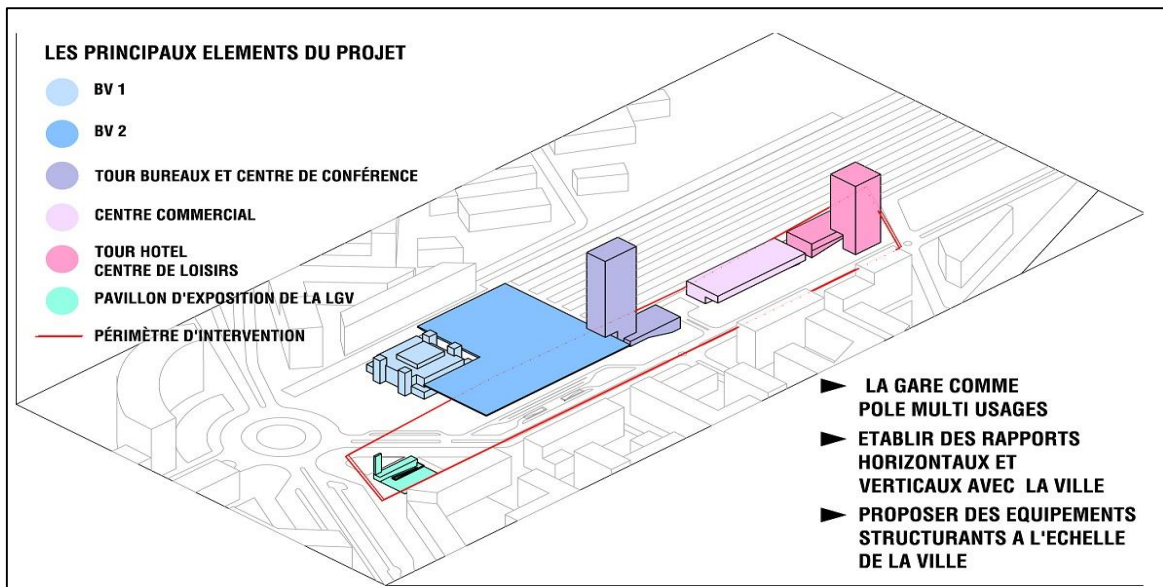 LES PRINCIPAUX ELEMENTS DU PROJET
BV 1
BV 2
TOUR BUREAUX ET CENTRE DE CONFÉRENCE
CENTRE COMMERCIAL
TOUR HOTEL
CENTRE DE LOISIRS
PAVILLON D'EXPOSITION DE LA LGV
PÉRIMÈTRE D'INTERVENTION
LA GARE COMME
POLE MULTI USAGES
ETABLIR DES RAPPORTS
HORIZONTAUX ET
VERTICAUX AVEC LA VILLE
PROPOSER DES EQUIPEMENTS
STRUCTURANTS A L'ECHELLE
DE LA VILLE